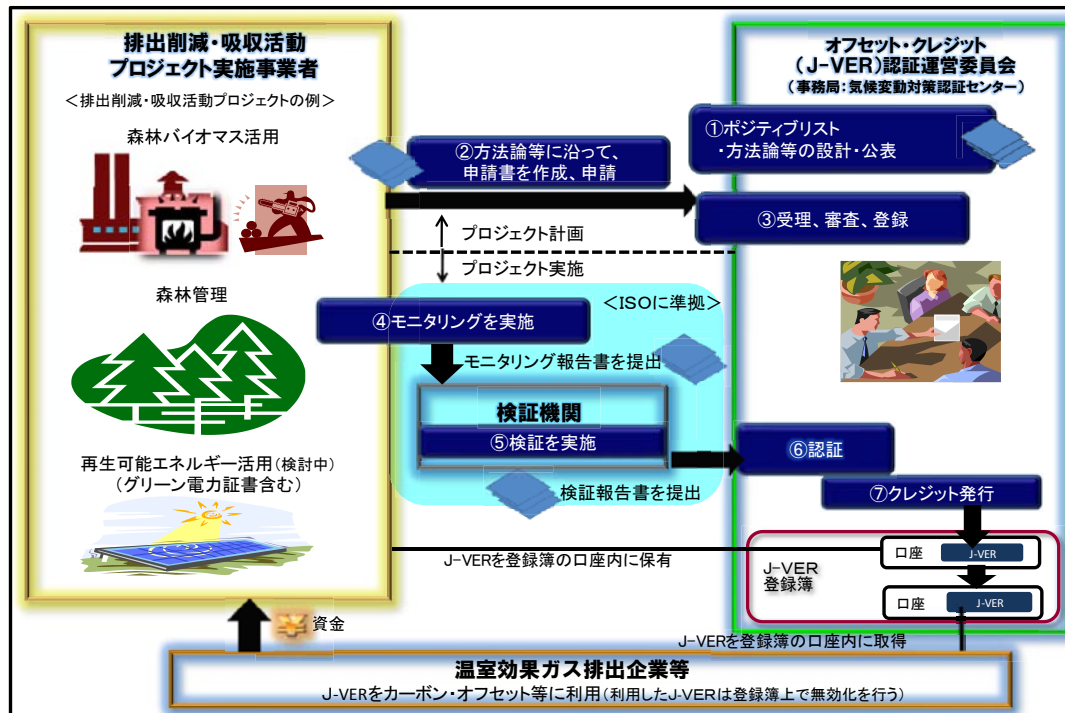 排出削減・吸収活動
プロジェクト実施事業者
＜排出削減・吸収活動プロジェクトの例＞
森林バイオマス活用
森林管理
再生可能エネルギー活用(検討中)
(グリーン電力証書含む)
オフセット・クレジット
(J-VER)認証運営委員会
(事務局：気候変動対策認証センター)
①ポジティブリスト
・方法論等の設計・公表
②方法論等に沿って、
申請書を作成、申請
③受理、審査、登録
プロジェクト計画
プロジェクト実施
＜ISOに準拠＞
④モニタリングを実施
モニタリング報告書を提出
検証機関
⑤検証を実施
検証報告書を提出
⑥認証
⑦クレジット発行
J-VERを登録簿の口座内に保有
口座
J-VER
J-VER
登録簿
口座
J-VER
資金
J-VERを登録簿の口座内に取得
温室効果ガス排出企業等
J-VERをカーボン・オフセット等に利用(利用したJ-VERは登録簿上で無効化を行う)